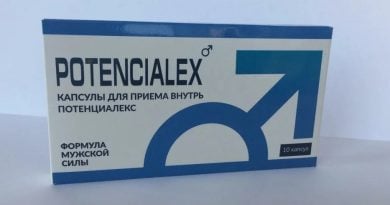 POTENCIALEX
КАПСУЛЫ ДЛЯ ПРИЕМА ВНУТРЬ
ПОТЕНЦИАЛЕКС
ФОРМУЛА
МУЖСКОЙ
СИЛЫ
10 капсул